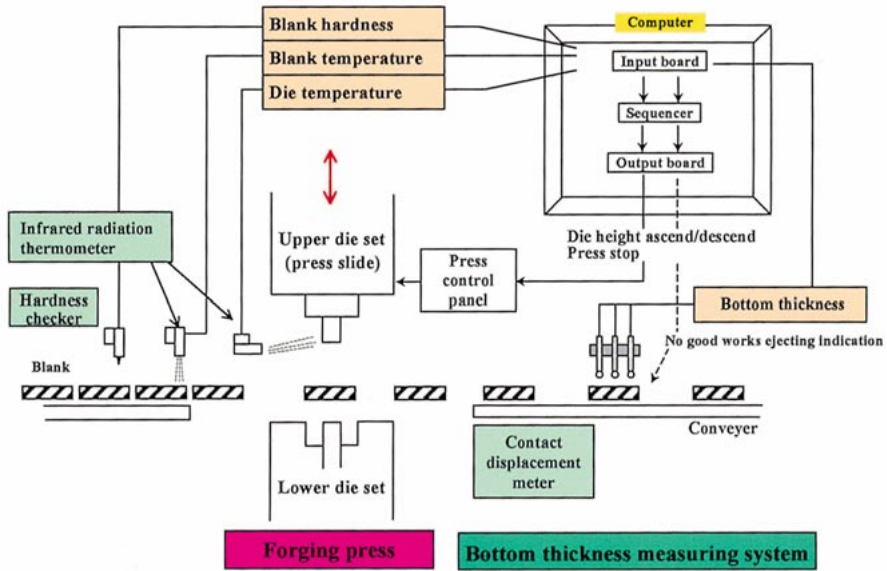 Blank hardness
Blank temperature
Die temperature
Computer
Input board
Sequencer
Output board
Infrared radiation
thermometer
Upper die set
(press slide)
Press
control
panel
Die height ascend/descend
Press stop
Hardness
checker
Bottom thickness
No good works ejecting indication
Blank
Conveyer
Contact
displacement
meter
Lower die set
Forging press
Bottom thickness measuring system